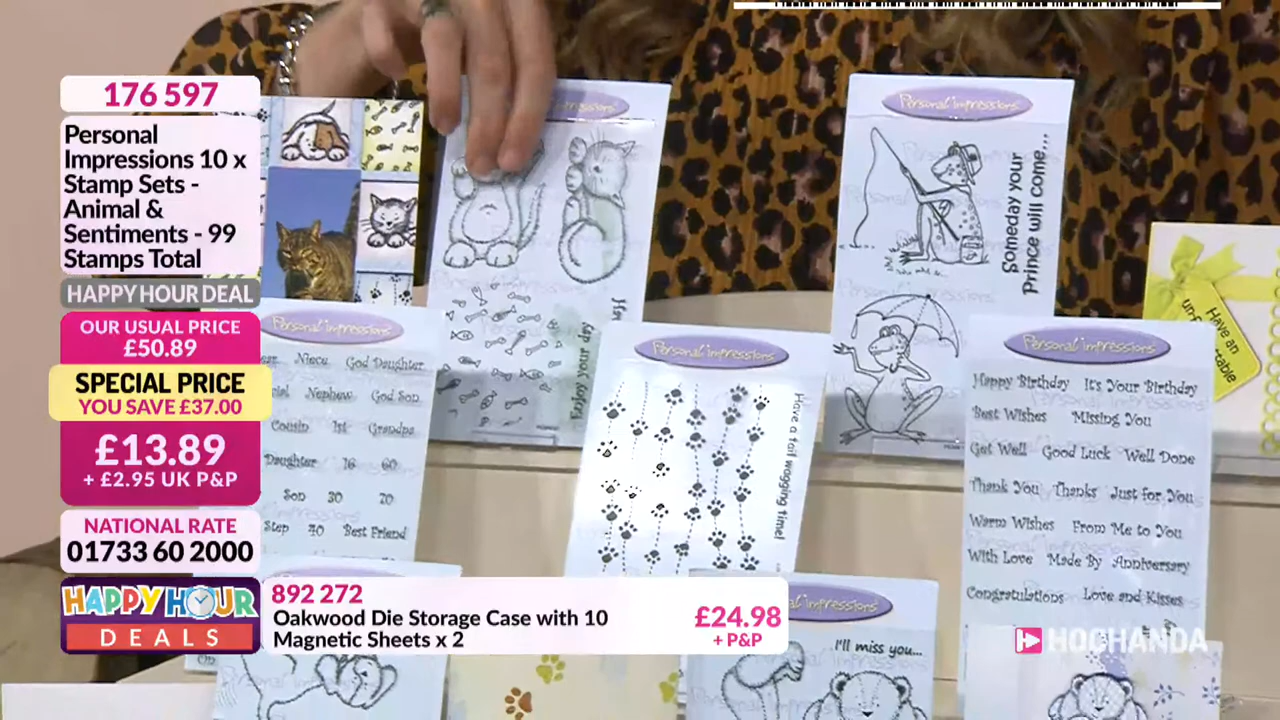 176 597
Personal
Impressions 10 x
Stamp Sets -
Animal &
Sentiments - 99
Stamps Total
HAPPY HOUR DEAL
OUR USUAL PRICE
£50.89
SPECIAL PRICE
YOU SAVE £37.00
£13.89
+ £2.95 UK P&P
NATIONAL RATE
01733 60 2000
HAPPY HOUR
DEALS
892 272
Oakwood Die Storage Case with 10
Magnetic Sheets x 2
£24.98
+ P&P
HOCHANDA
Enjoy your day
Personal Impressions
Someday your
Prince will come...
Have an
Personal Impressions
Niece God Daughter
Nephew God Son
Cousin 1st Grandpa
Daughter 16 60
Son 30 70
Step 40 Best Friend
Personal Impressions
Have a tail wagging time!
Personal Impressions
Happy Birthday It's Your Birthday
Best Wishes Missing You
Get Well Good Luck Well Done
Thank You Thanks Just for You
Warm Wishes From Me to You
With Love Made By Anniversary
Congratulations Love and Kisses
Impressions
I'll miss you...